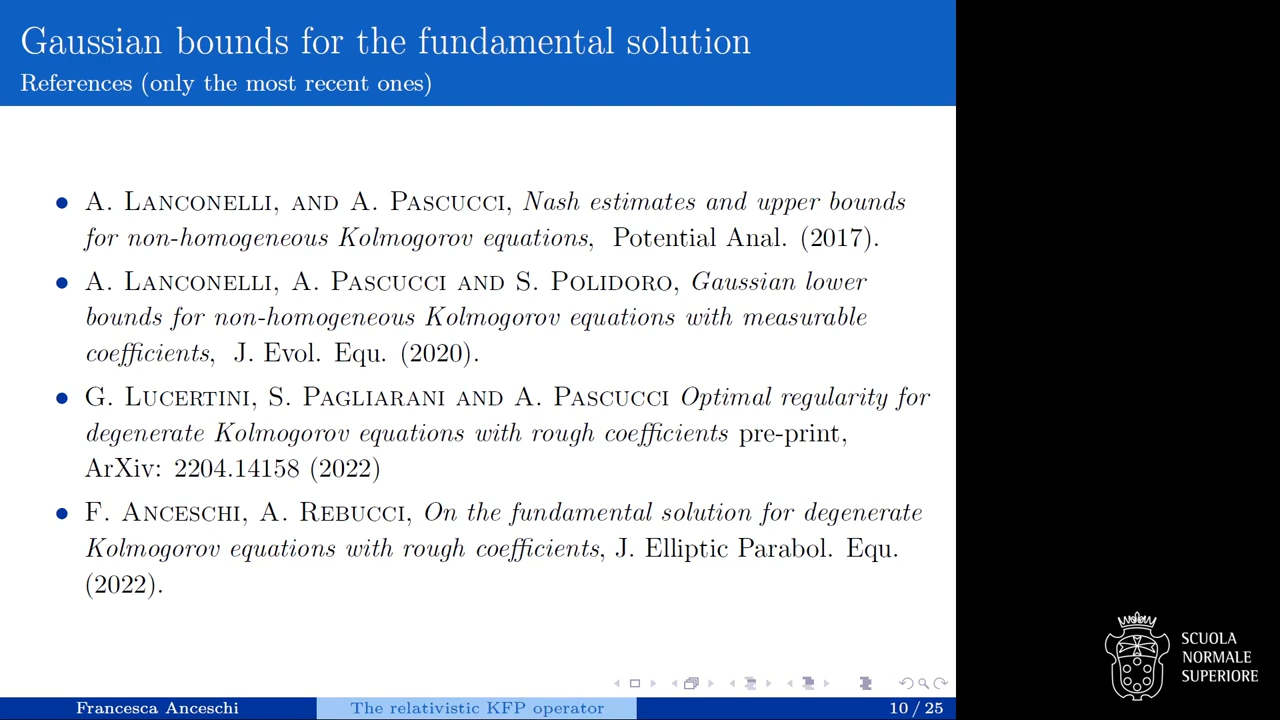 Gaussian bounds for the fundamental solution
References (only the most recent ones)
• A. Lanconelli, and A. Pascucci, Nash estimates and upper bounds
for non-homogeneous Kolmogorov equations, Potential Anal. (2017).
• A. Lanconelli, A. Pascucci and S. Polidoro, Gaussian lower
bounds for non-homogeneous Kolmogorov equations with measurable
coefficients, J. Evol. Equ. (2020).
• G. Lucertini, S. Pagliarani and A. Pascucci Optimal regularity for
degenerate Kolmogorov equations with rough coefficients pre-print,
ArXiv: 2204.14158 (2022)
• F. Anceschi, A. Rebucci, On the fundamental solution for degenerate
Kolmogorov equations with rough coefficients, J. Elliptic Parabol. Equ.
(2022).
Francesca Anceschi
The relativistic KFP operator
10 / 25
SCUOLA
NORMALE
SUPERIORE